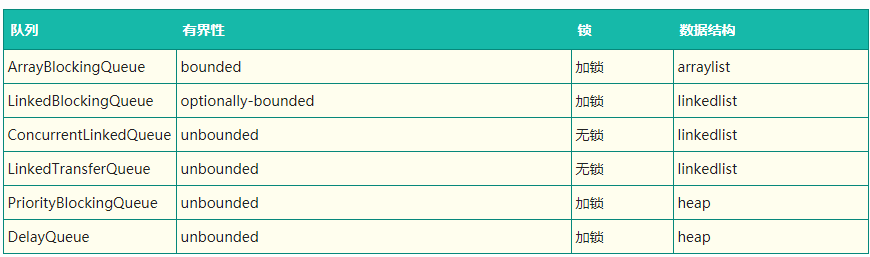 队列 有界性 锁 数据结构
ArrayBlockingQueue bounded 加锁 arraylist
LinkedBlockingQueue optionally-bounded 加锁 linkedlist
ConcurrentLinkedQueue unbounded 无锁 linkedlist
LinkedTransferQueue unbounded 无锁 linkedlist
PriorityBlockingQueue unbounded 加锁 heap
DelayQueue unbounded 加锁 heap